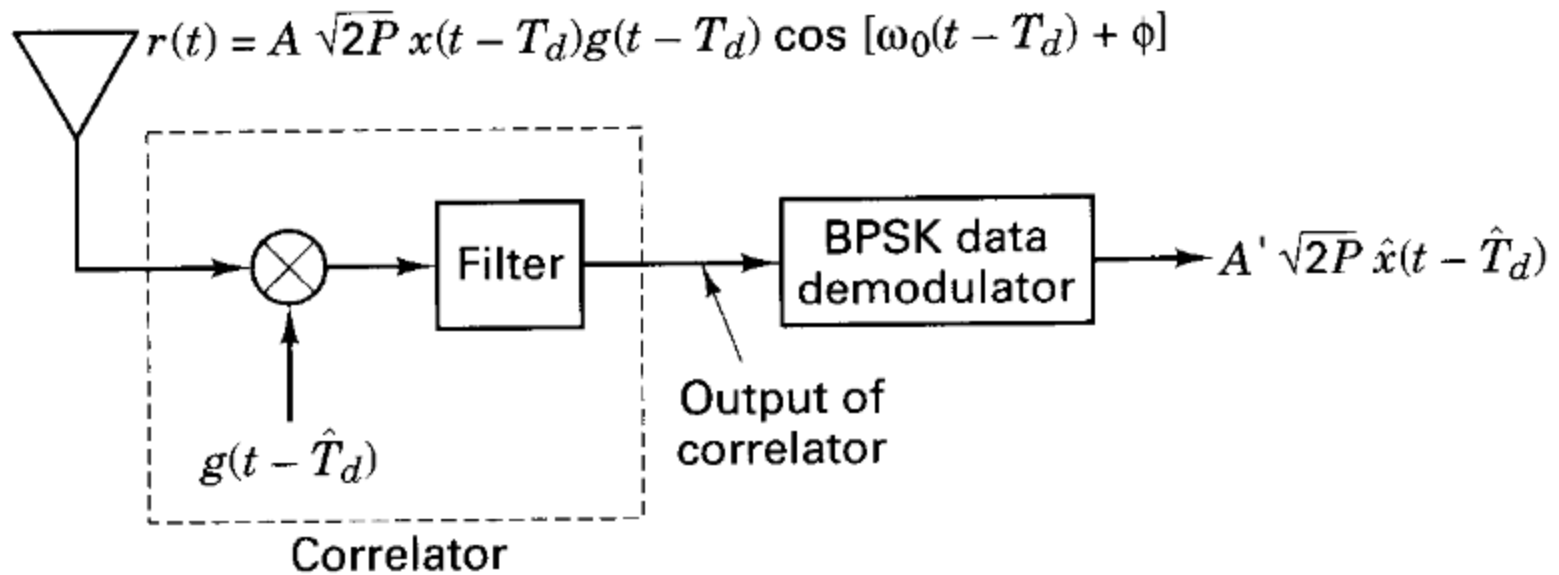 r(t) = A √2P x(t − T_d)g(t − T_d) cos [ω₀(t − T_d) + ϕ]
Filter
BPSK data
demodulator
A' √2P x̂(t − T̂_d)
g(t − T̂_d)
Output of
correlator
Correlator